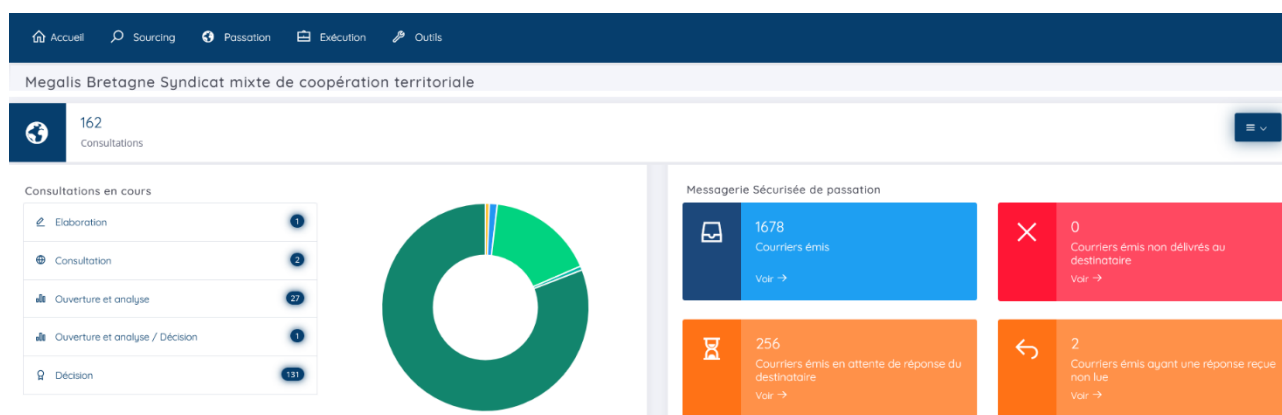 Accueil Sourcing Passation Exécution Outils
Megalis Bretagne Syndicat mixte de coopération territoriale
162
Consultations
Consultations en cours
Elaboration 1
Consultation 2
Ouverture et analyse 27
Ouverture et analyse / Décision 1
Décision 131
Messagerie Sécurisée de passation
1678
Courriers émis
Voir →
0
Courriers émis non délivrés au
destinataire
Voir →
256
Courriers émis en attente de réponse du
destinataire
Voir →
2
Courriers émis ayant une réponse reçue
non lue
Voir →